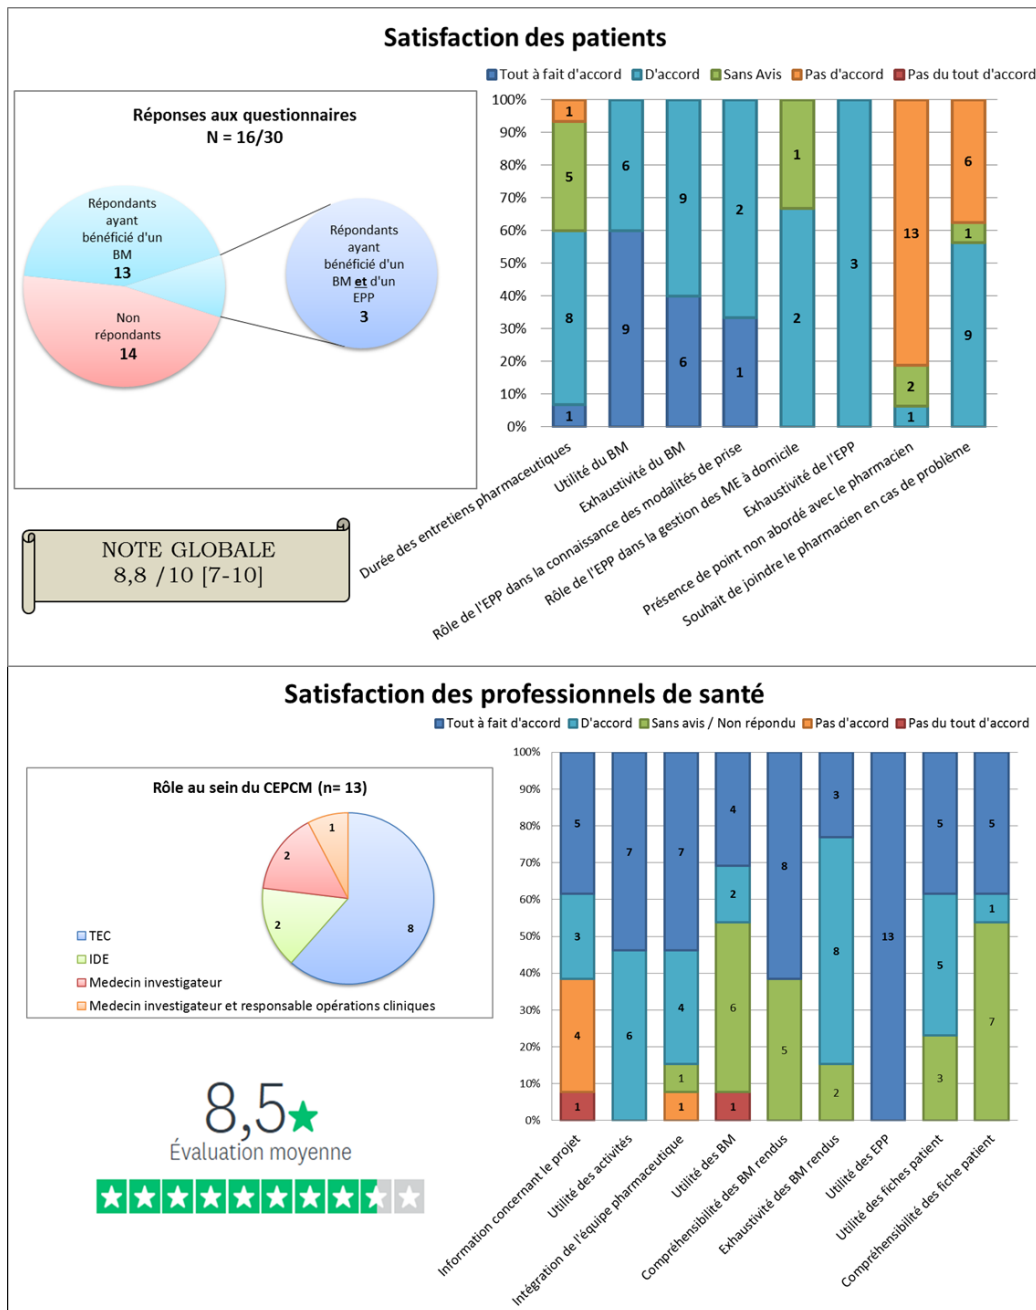 Satisfaction des patients
Tout à fait d'accord D'accord Sans Avis Pas d'accord Pas du tout d'accord
Réponses aux questionnaires
N = 16/30
Répondants
ayant
bénéficié d'un
BM
13
Non
répondants
14
Répondants
ayant
bénéficié d'un
BM et d'un
EPP
3
100%
90%
80%
70%
60%
50%
40%
30%
20%
10%
0%
1
5
8
1
6
9
9
6
2
1
1
2
3
13
2
1
6
1
9
Durée des entretiens pharmaceutiques
Utilité du BM
Exhaustivité du BM
Rôle de l'EPP dans la connaissance des modalités de prise
Rôle de l'EPP dans la gestion des ME à domicile
Exhaustivité de l'EPP
Présence de point non abordé avec le pharmacien
Souhait de joindre le pharmacien en cas de problème
NOTE GLOBALE
8,8 /10 [7-10]
Satisfaction des professionnels de santé
Tout à fait d'accord D'accord Sans avis / Non répondu Pas d'accord Pas du tout d'accord
Rôle au sein du CEPCM (n= 13)
1
2
2
8
TEC
IDE
Medecin investigateur
Medecin investigateur et responsable opérations cliniques
8,5
Évaluation moyenne
100%
90%
80%
70%
60%
50%
40%
30%
20%
10%
0%
5
3
4
1
7
6
7
4
1
1
4
2
6
1
8
5
3
8
2
13
5
5
3
5
1
7
Information concernant le projet
Utilité des activités
Intégration de l'équipe pharmaceutique
Utilité des BM
Compréhensibilité des BM rendus
Exhaustivité des BM rendus
Utilité des EPP
Utilité des fiches patient
Compréhensibilité des fiche patient